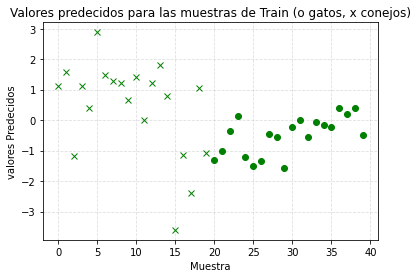 Valores predecidos para las muestras de Train (o gatos, x conejos)
3
2
1
0
−1
−2
−3
valores Predecidos
0 5 10 15 20 25 30 35 40
Muestra